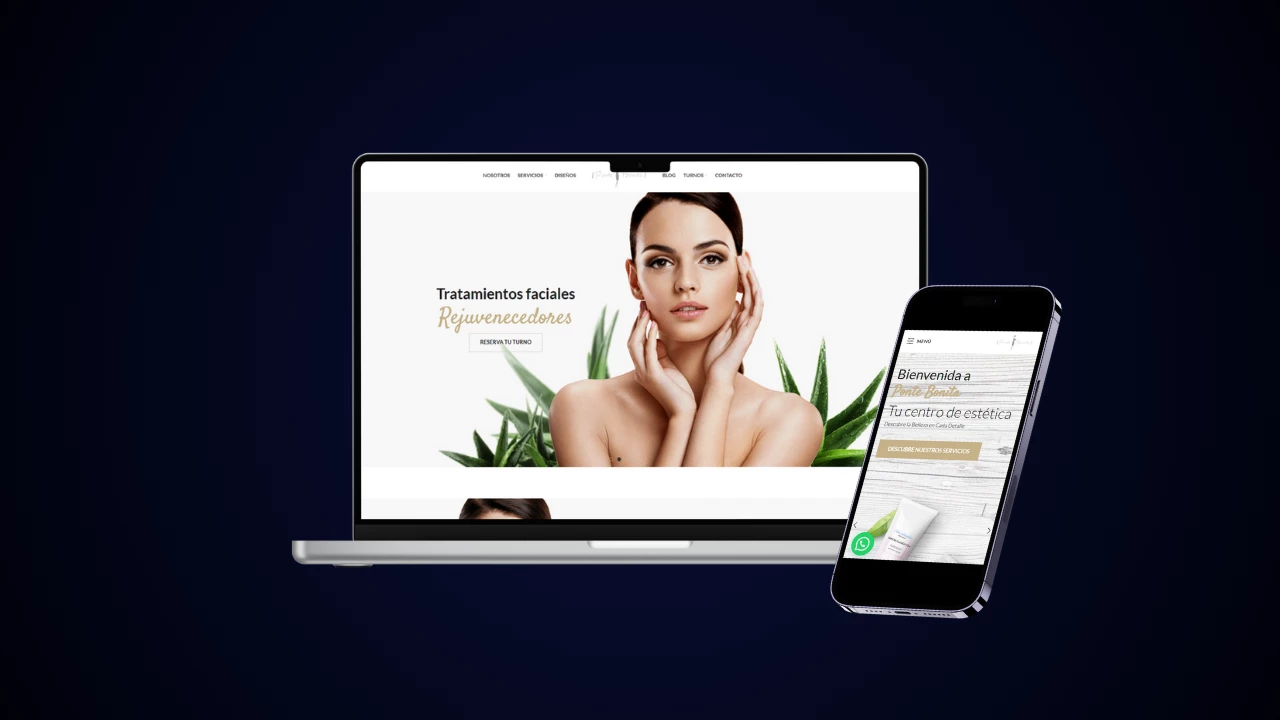 NOSOTROS SERVICIOS DISEÑOS BLOG TURNOS CONTACTO
Tratamientos faciales
Rejuvenecedores
RESERVA TU TURNO
MENÚ
Bienvenida a
Ponte Bonita
Tu centro de estética
Descubre la Belleza en Cada Detalle
DESCUBRE NUESTROS SERVICIOS